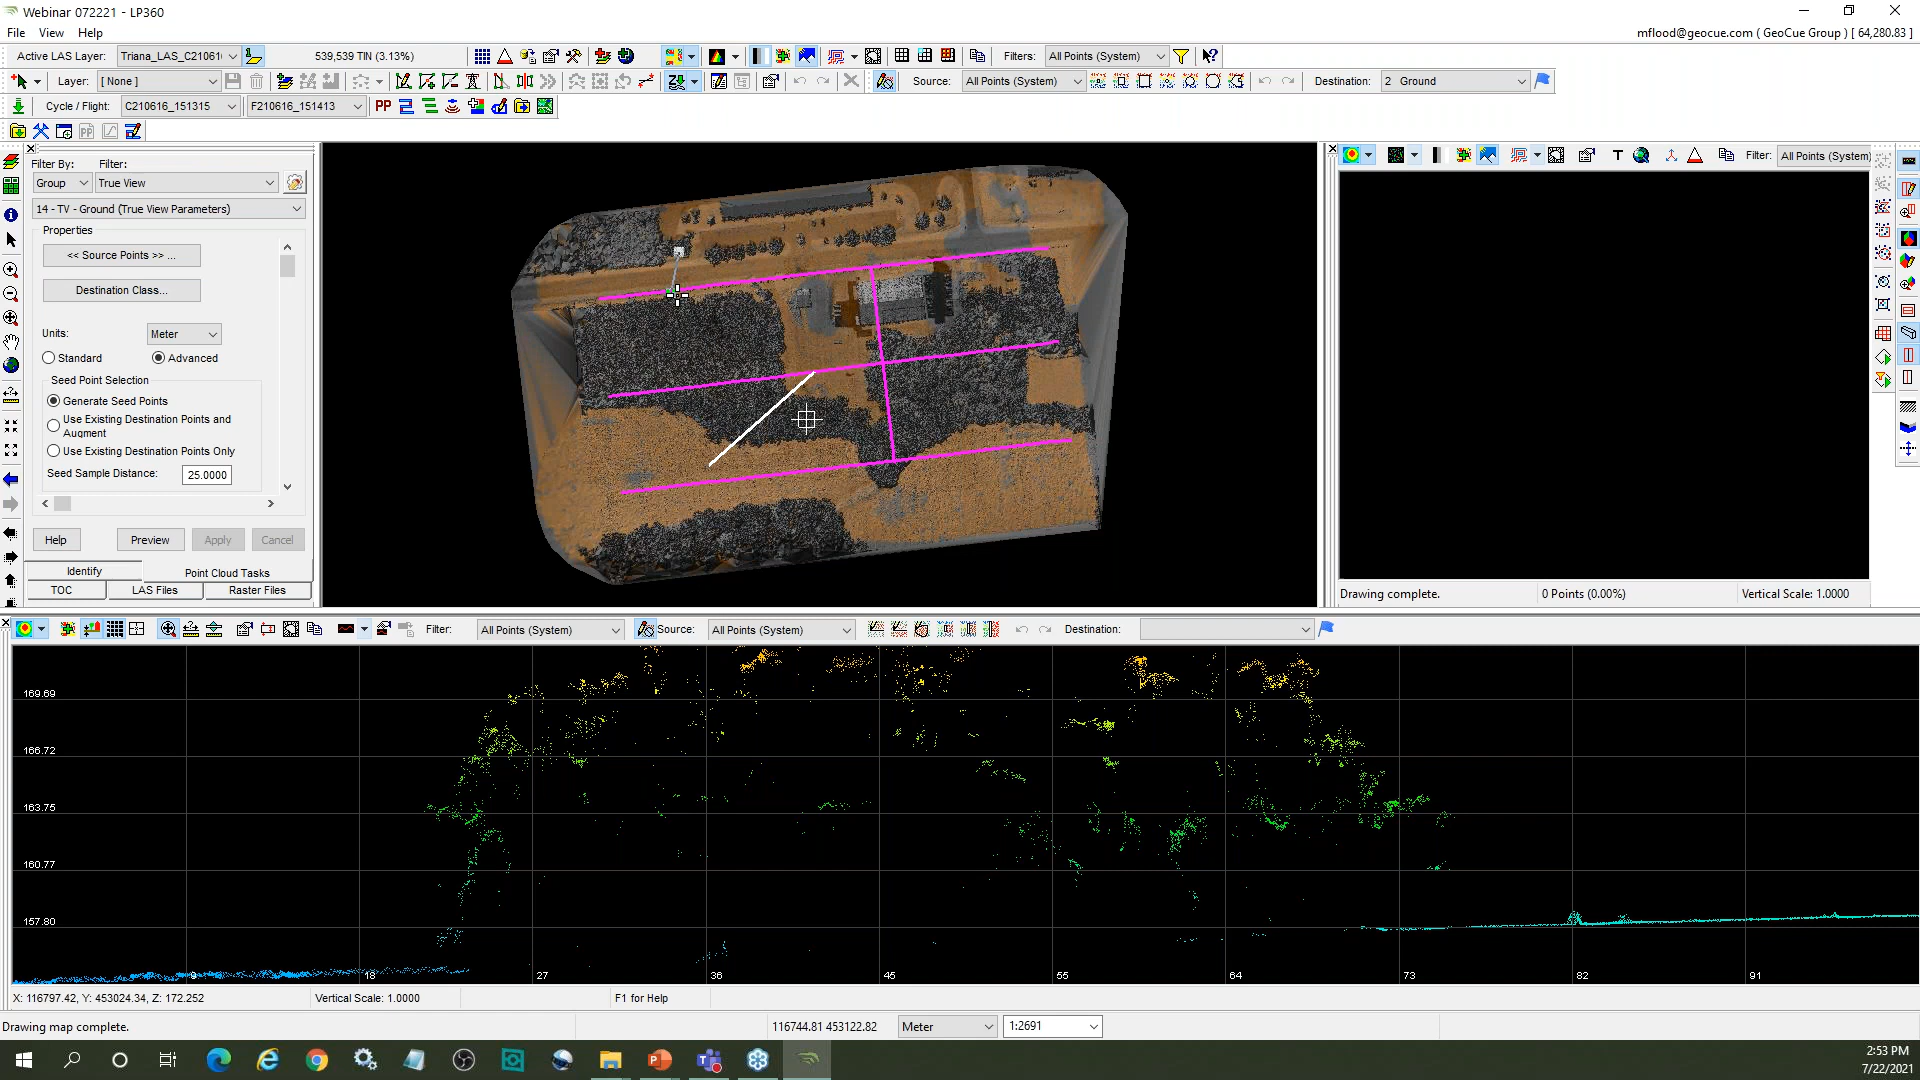 Webinar 072221 - LP360
File View Help
mflood@geocue.com ( GeoCue Group ) [ 64,280.83 ]
Active LAS Layer: Triana_LAS_C21061 539,539 TIN (3.13%) Filters: All Points (System)
Layer: [ None ] Source: All Points (System) Destination: 2 Ground
Cycle / Flight: C210616_151315 F210616_151413 PP
PP
Filter By: Filter:
Group True View
14 - TV - Ground (True View Parameters)
Properties
<< Source Points >> ...
Destination Class...
Units: Meter
Standard Advanced
Seed Point Selection
Generate Seed Points
Use Existing Destination Points and
Augment
Use Existing Destination Points Only
Seed Sample Distance: 25.0000
Help Preview Apply Cancel
Identify Point Cloud Tasks
TOC LAS Files Raster Files
T Filter: All Points (System)
Drawing complete. 0 Points (0.00%) Vertical Scale: 1.0000
Filter: All Points (System) Source: All Points (System) Destination:
169.69
166.72
163.75
160.77
157.80
9 18 27 36 45 55 64 73 82 91
X: 116797.42, Y: 453024.34, Z: 172.252 Vertical Scale: 1.0000 F1 for Help
Drawing map complete. 116744.81 453122.82 Meter 1:2691
2:53 PM
7/22/2021